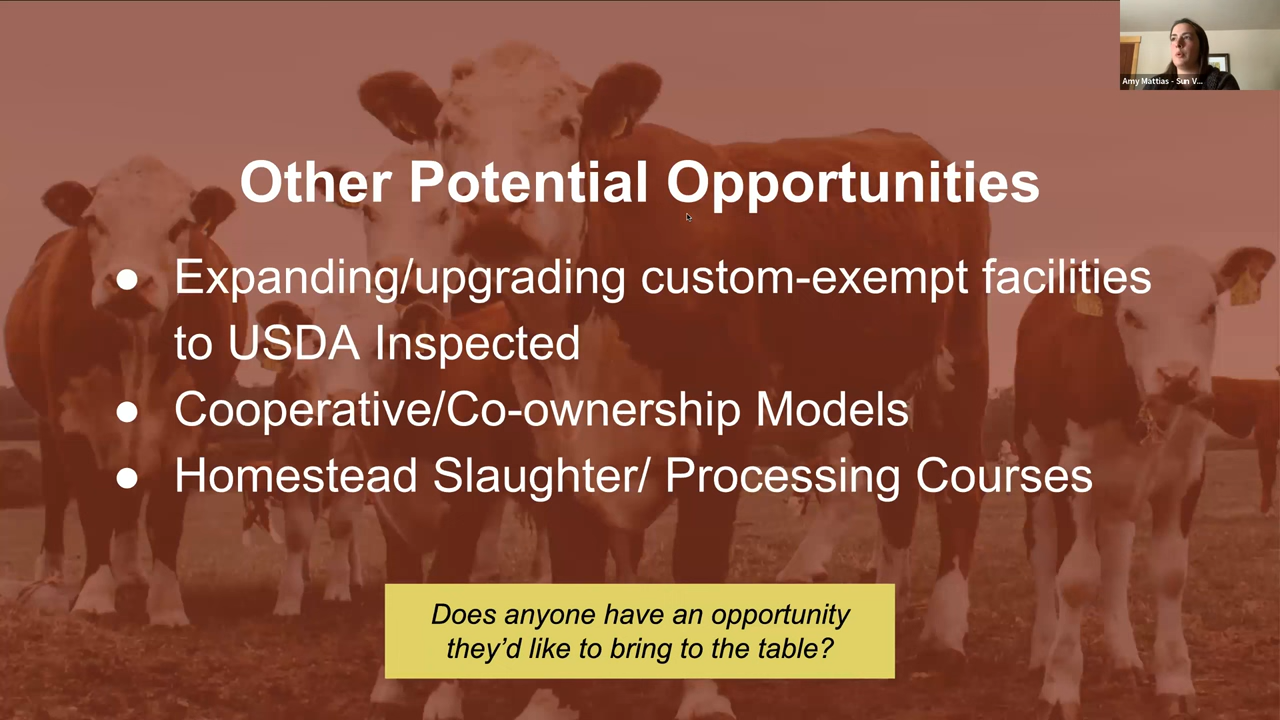 Amy Mattias - Sun V...
Other Potential Opportunities
● Expanding/upgrading custom-exempt facilities
to USDA Inspected
● Cooperative/Co-ownership Models
● Homestead Slaughter/ Processing Courses
Does anyone have an opportunity
they'd like to bring to the table?